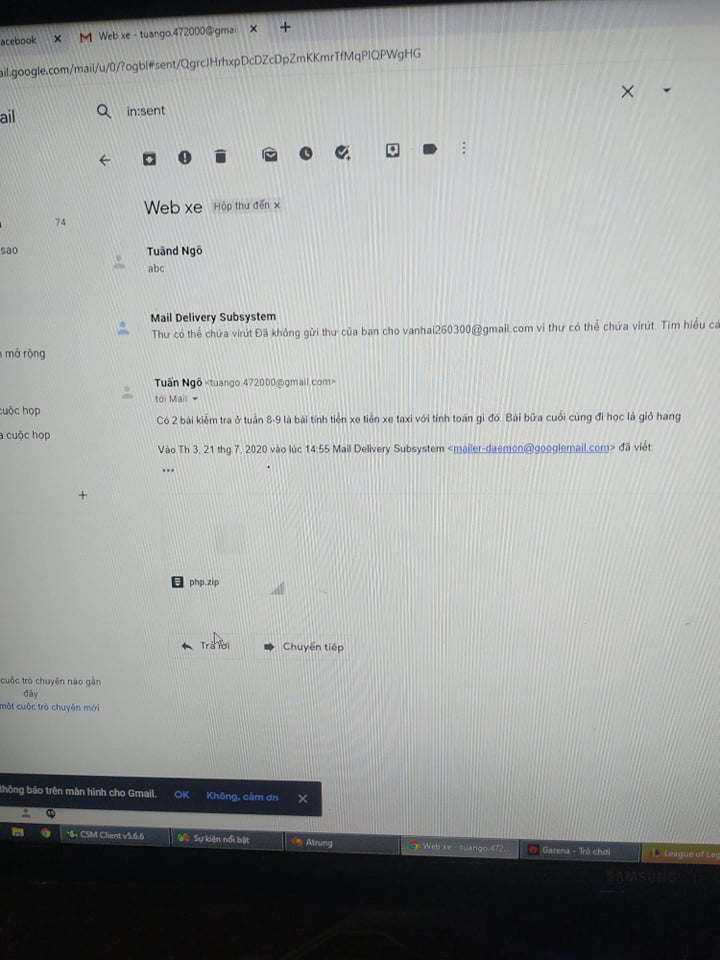 acebook
Web xe - tuango.472000@gmai
ail.google.com/mail/u/0/?ogbl#sent/QgrcJHrhxpDcDZcDpZmKKmrTfMqPlQPWgHG
ail
in:sent
Web xe Hộp thư đến
74
sao
Tuând Ngô
abc
Mail Delivery Subsystem
Thư có thể chứa virút Đã không gửi thư của bạn cho vanhai260300@gmail.com vì thư có thể chứa virút. Tìm hiểu cá
mở rộng
Tuấn Ngô <tuango.472000@gmail.com>
tới Mail
cuộc họp
a cuộc họp
Có 2 bài kiểm tra ở tuần 8-9 là bài tính tiền xe tiền xe taxi với tính toán gì đó. Bài bữa cuối cùng đi học là giỏ hang
Vào Th 3, 21 thg 7, 2020 vào lúc 14:55 Mail Delivery Subsystem <mailer-daemon@googlemail.com> đã viết:
php.zip
Trả lời
Chuyển tiếp
cuộc trò chuyện nào gần
đây
một cuộc trò chuyện mới
thông báo trên màn hình cho Gmail. OK Không, cảm ơn
CSM Client v5.6.6
Sự kiện nổi bật
Atrung
Web xe - tuango.472...
Garena - Trò chơi
League of Leg
SAMSUNG